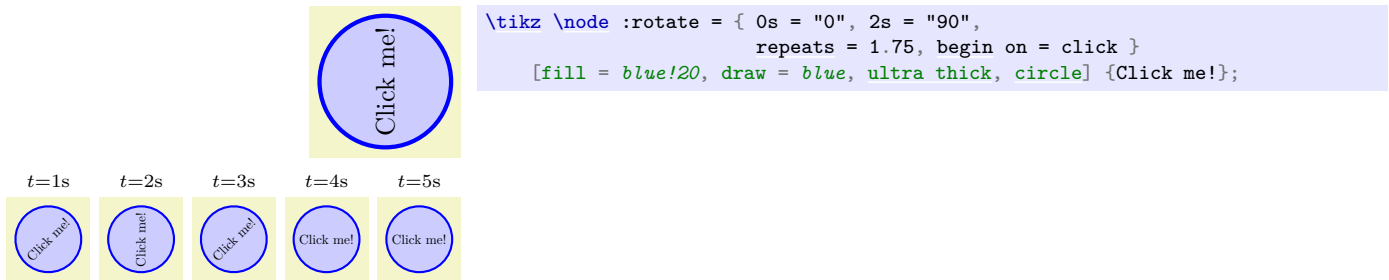 Click me!
\tikz \node :rotate = { 0s = "0", 2s = "90",
repeats = 1.75, begin on = click }
[fill = blue!20, draw = blue, ultra thick, circle] {Click me!};
t=1s t=2s t=3s t=4s t=5s
Click me! Click me! Click me! Click me! Click me!